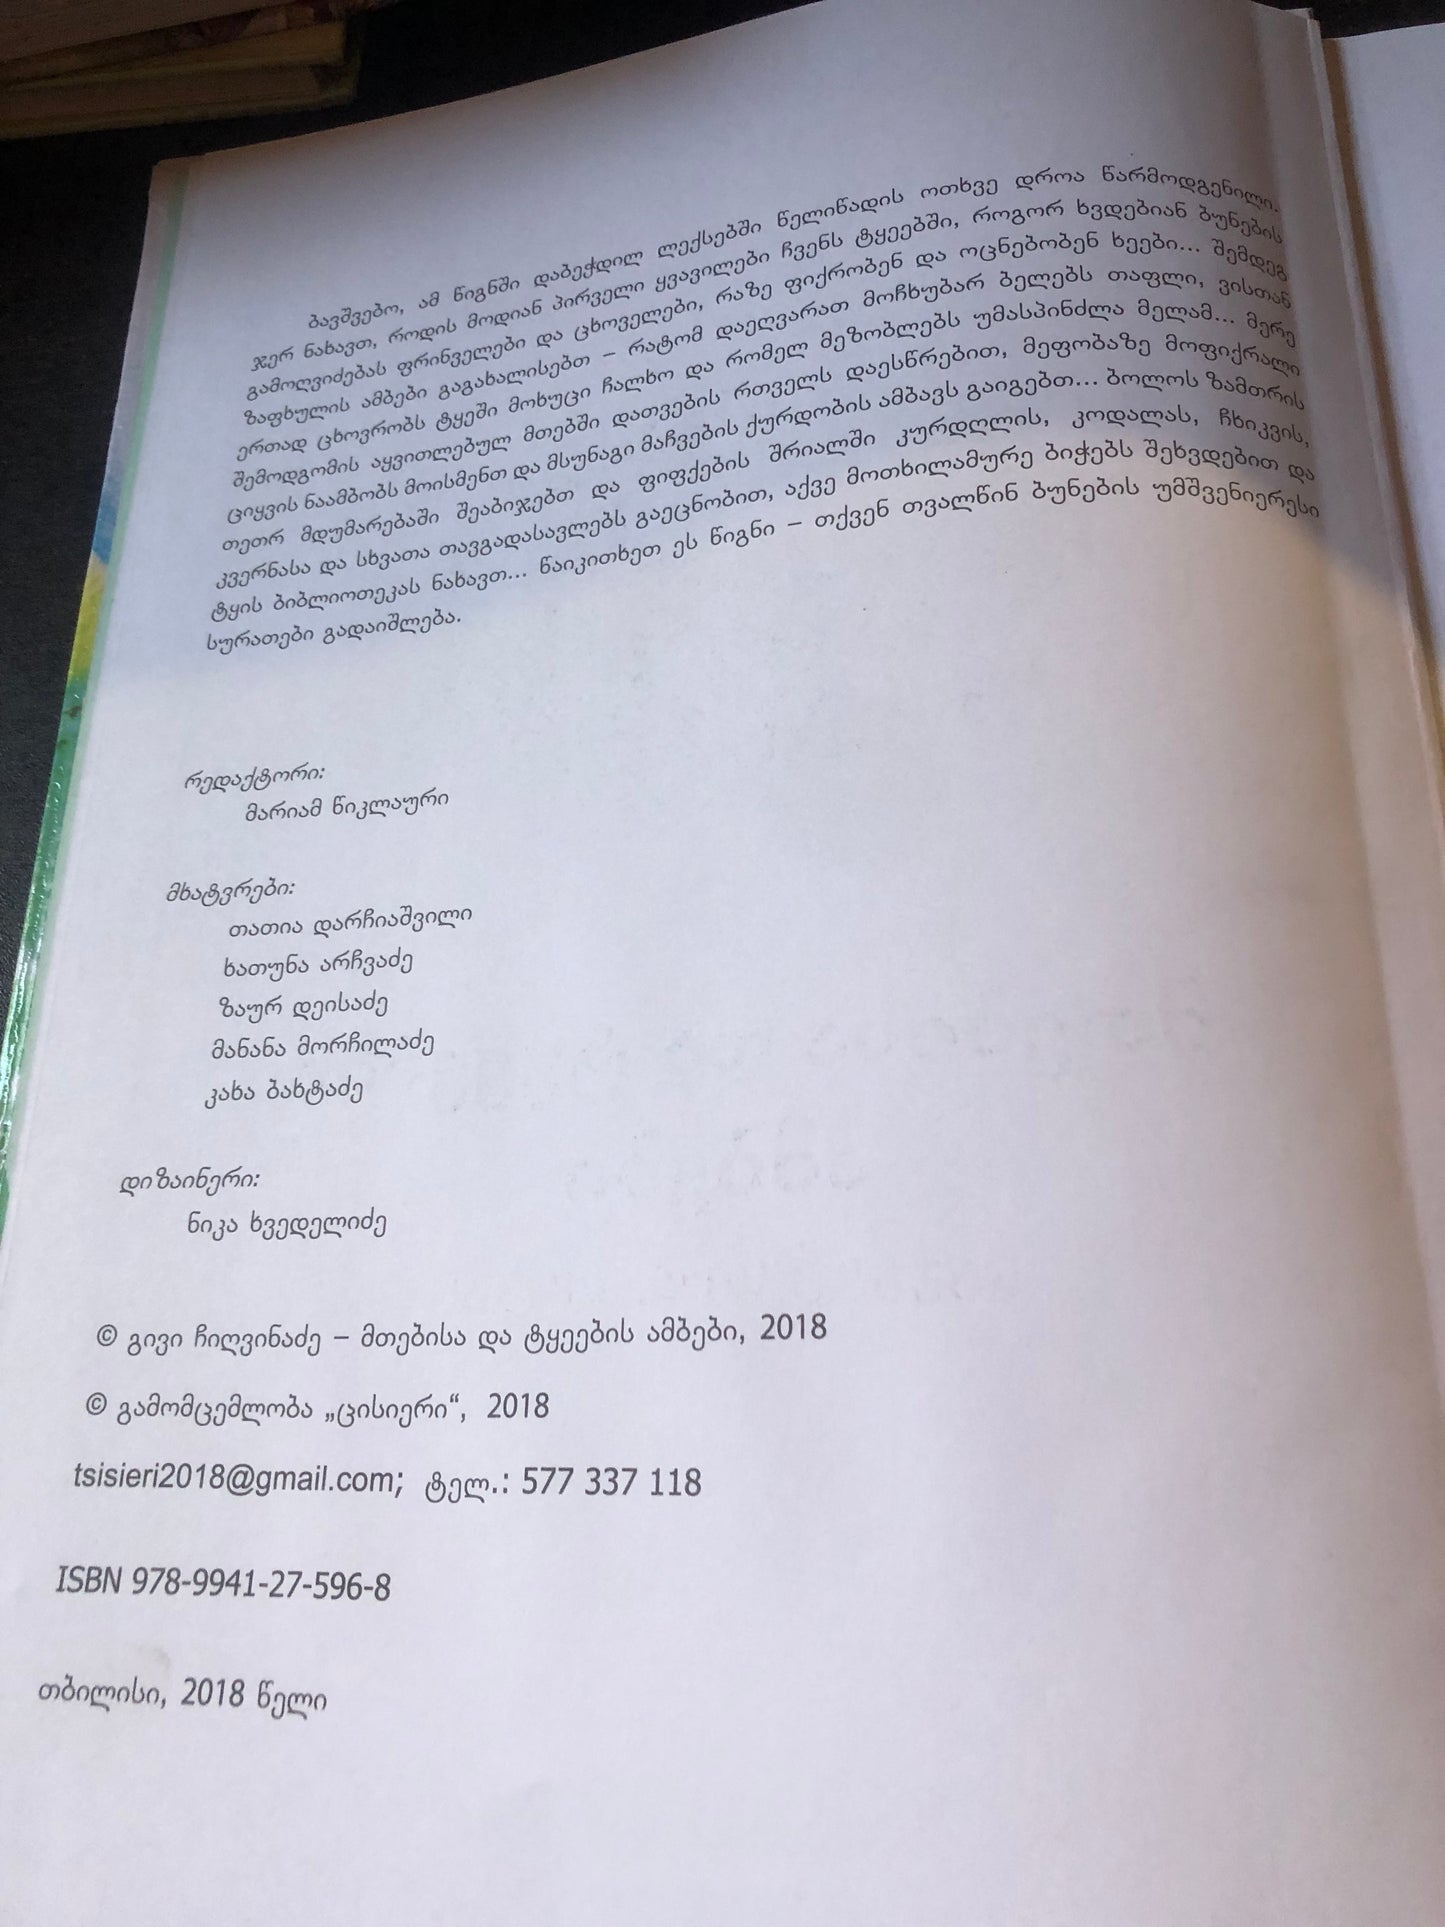 ბავშვებო, ამ წიგნში დაბეჭდილ ლექსებში წელიწადის ოთხვე დროა წარმოდგენილი.
ჯერ ნახავთ, როდის მოდიან პირველი ყვავილები ჩვენს ტყეებში, როგორ ხვდებიან ბუნების
გამოღვიძებას ფრინველები და ცხოველები, რაზე ფიქრობენ და ოცნებობენ ხეები... შემდეგ
ზაფხულის ამბები გაგახალისებთ – რატომ დაეღვარათ მოჩხუბარ ბელებს თაფლი, ვისთან
ერთად ცხოვრობს ტყეში მოხუცი ჩალხო და რომელ მეზობლებს უმასპინძლა მელამ... მერე
შემოდგომის აყვითლებულ მთებში დათვების რთველს დაესწრებით, მეფობაზე მოფიქრალი
ციყვის ნაამბობს მოისმენთ და მსუნაგი მაჩვების ქურდობის ამბავს გაიგებთ... ბოლოს ზამთრის
თეთრ მდუმარებაში შეაბიჯებთ და ფიფქების შრიალში კურდღლის, კოდალას, ჩხიკვის,
კვერნასა და სხვათა თავგადასავლებს გაეცნობით, აქვე მოთხილამურე ბიჭებს შეხვდებით და
ტყის ბიბლიოთეკას ნახავთ... წაიკითხეთ ეს წიგნი – თქვენ თვალწინ ბუნების უმშვენიერესი
სურათები გადაიშლება.
რედაქტორი:
მარიამ წიკლაური
მხატვრები:
თათია დარჩიაშვილი
ხათუნა არჩვაძე
ზაურ დეისაძე
მანანა მორჩილაძე
კახა ბახტაძე
დიზაინერი:
ნიკა ხვედელიძე
© გივი ჩიღვინაძე – მთებისა და ტყეების ამბები, 2018
© გამომცემლობა „ცისიერი“, 2018
tsisieri2018@gmail.com; ტელ.: 577 337 118
ISBN 978-9941-27-596-8
თბილისი, 2018 წელი